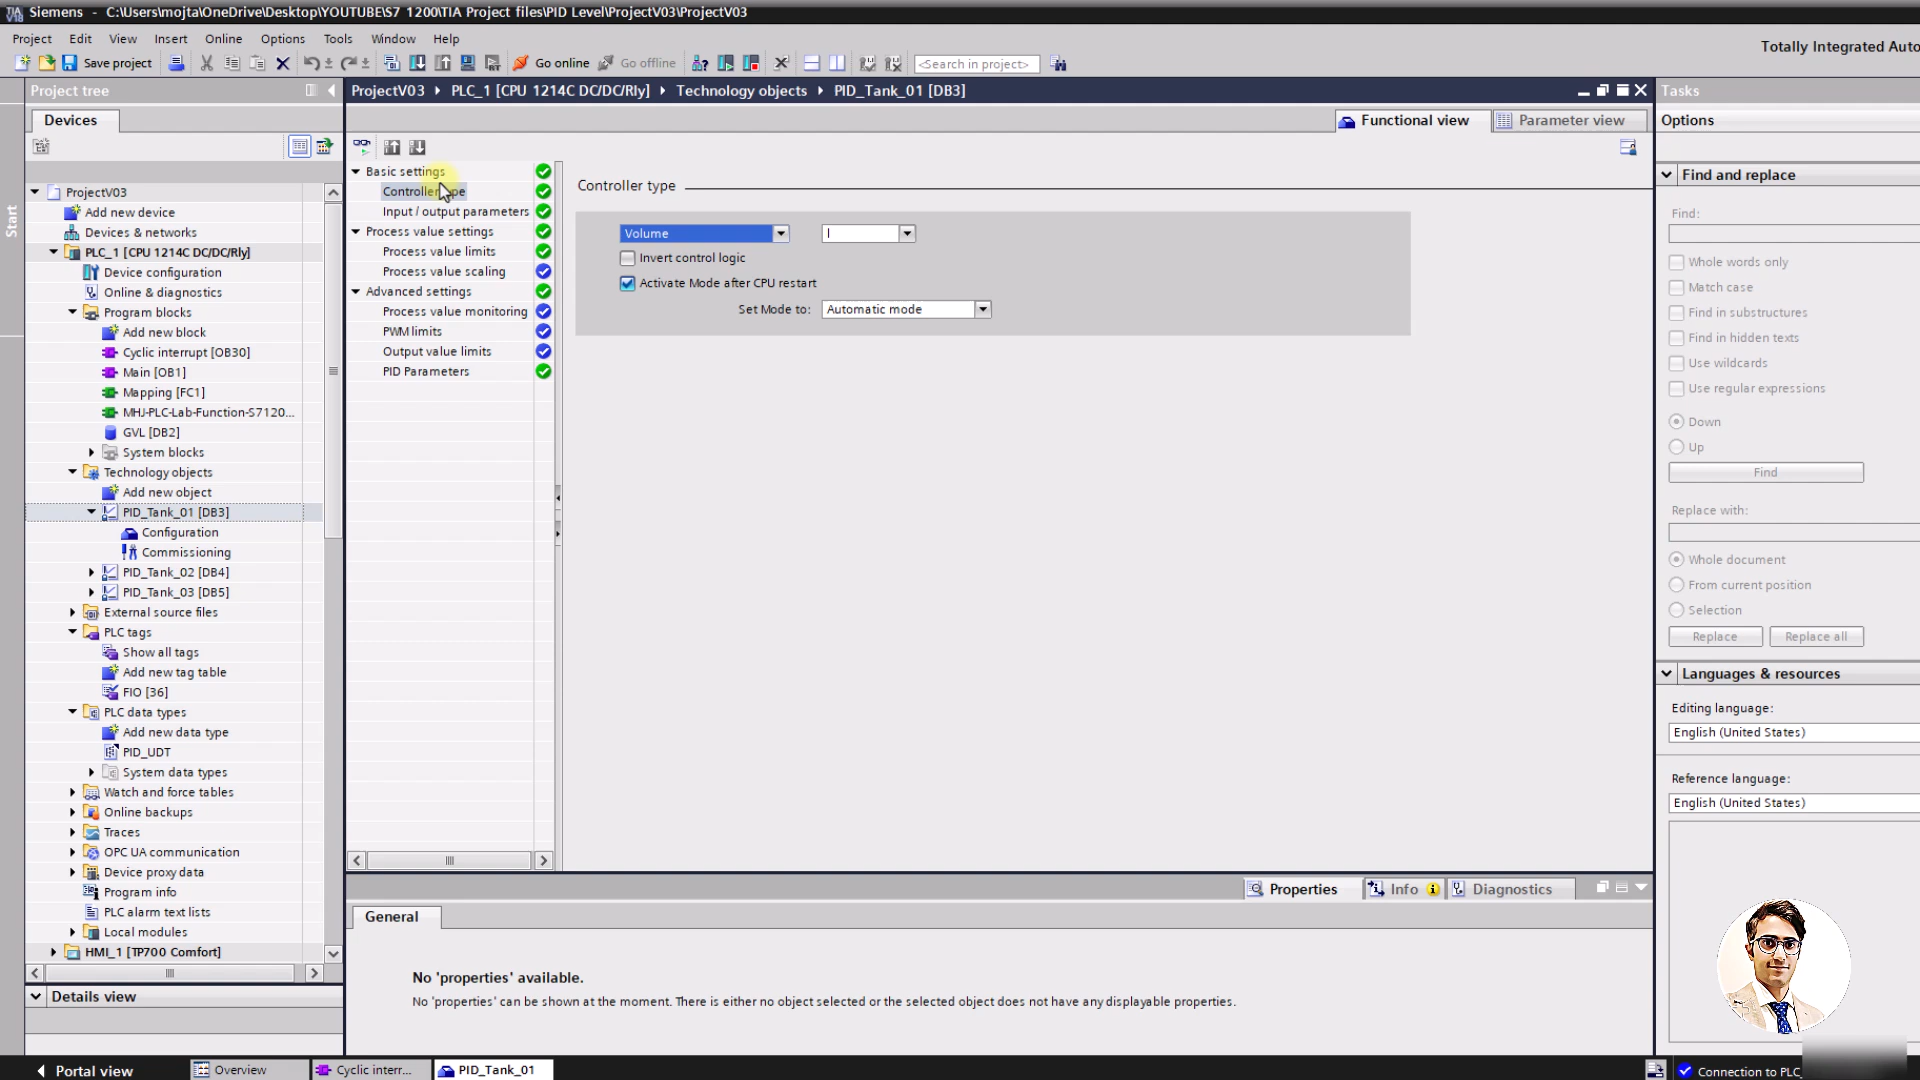 Siemens - C:\Users\mojta\OneDrive\Desktop\YOUTUBE\S7 1200\TIA Project files\PID Level\ProjectV03\ProjectV03
Project Edit View Insert Online Options Tools Window Help
Totally Integrated Auto
Save project Go online Go offline <Search in project>
Project tree
ProjectV03 PLC_1 [CPU 1214C DC/DC/Rly] Technology objects PID_Tank_01 [DB3]
Tasks
Devices
Functional view Parameter view
Options
Start
ProjectV03
Add new device
Devices & networks
PLC_1 [CPU 1214C DC/DC/Rly]
Device configuration
Online & diagnostics
Program blocks
Add new block
Cyclic interrupt [OB30]
Main [OB1]
Mapping [FC1]
MHJ-PLC-Lab-Function-S7120...
GVL [DB2]
System blocks
Technology objects
Add new object
PID_Tank_01 [DB3]
Configuration
Commissioning
PID_Tank_02 [DB4]
PID_Tank_03 [DB5]
External source files
PLC tags
Show all tags
Add new tag table
FIO [36]
PLC data types
Add new data type
PID_UDT
System data types
Watch and force tables
Online backups
Traces
OPC UA communication
Device proxy data
Program info
PLC alarm text lists
Local modules
HMI_1 [TP700 Comfort]
Details view
Basic settings
Controller type
Input / output parameters
Process value settings
Process value limits
Process value scaling
Advanced settings
Process value monitoring
PWM limits
Output value limits
PID Parameters
Controller type
Volume l
Invert control logic
Activate Mode after CPU restart
Set Mode to: Automatic mode
Find and replace
Find:
Whole words only
Match case
Find in substructures
Find in hidden texts
Use wildcards
Use regular expressions
Down
Up
Find
Replace with:
Whole document
From current position
Selection
Replace Replace all
Languages & resources
Editing language:
English (United States)
Reference language:
English (United States)
Properties Info Diagnostics
General
No 'properties' available.
No 'properties' can be shown at the moment. There is either no object selected or the selected object does not have any displayable properties.
Portal view Overview Cyclic interr... PID_Tank_01
Connection to PLC_